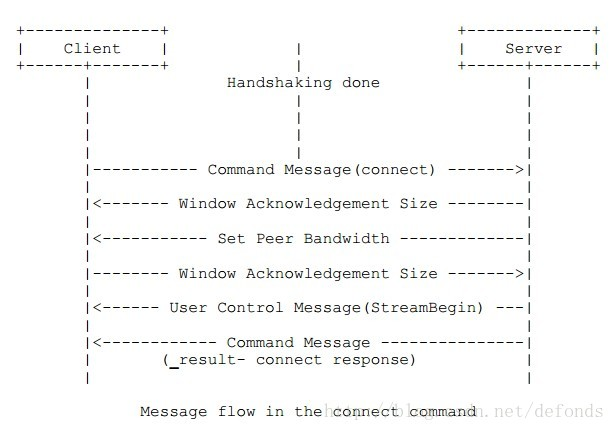 Client Server
Handshaking done
Command Message(connect)
Window Acknowledgement Size
Set Peer Bandwidth
Window Acknowledgement Size
User Control Message(StreamBegin)
Command Message
(_result- connect response)
Message flow in the connect command
http://blog.csdn.net/defonds